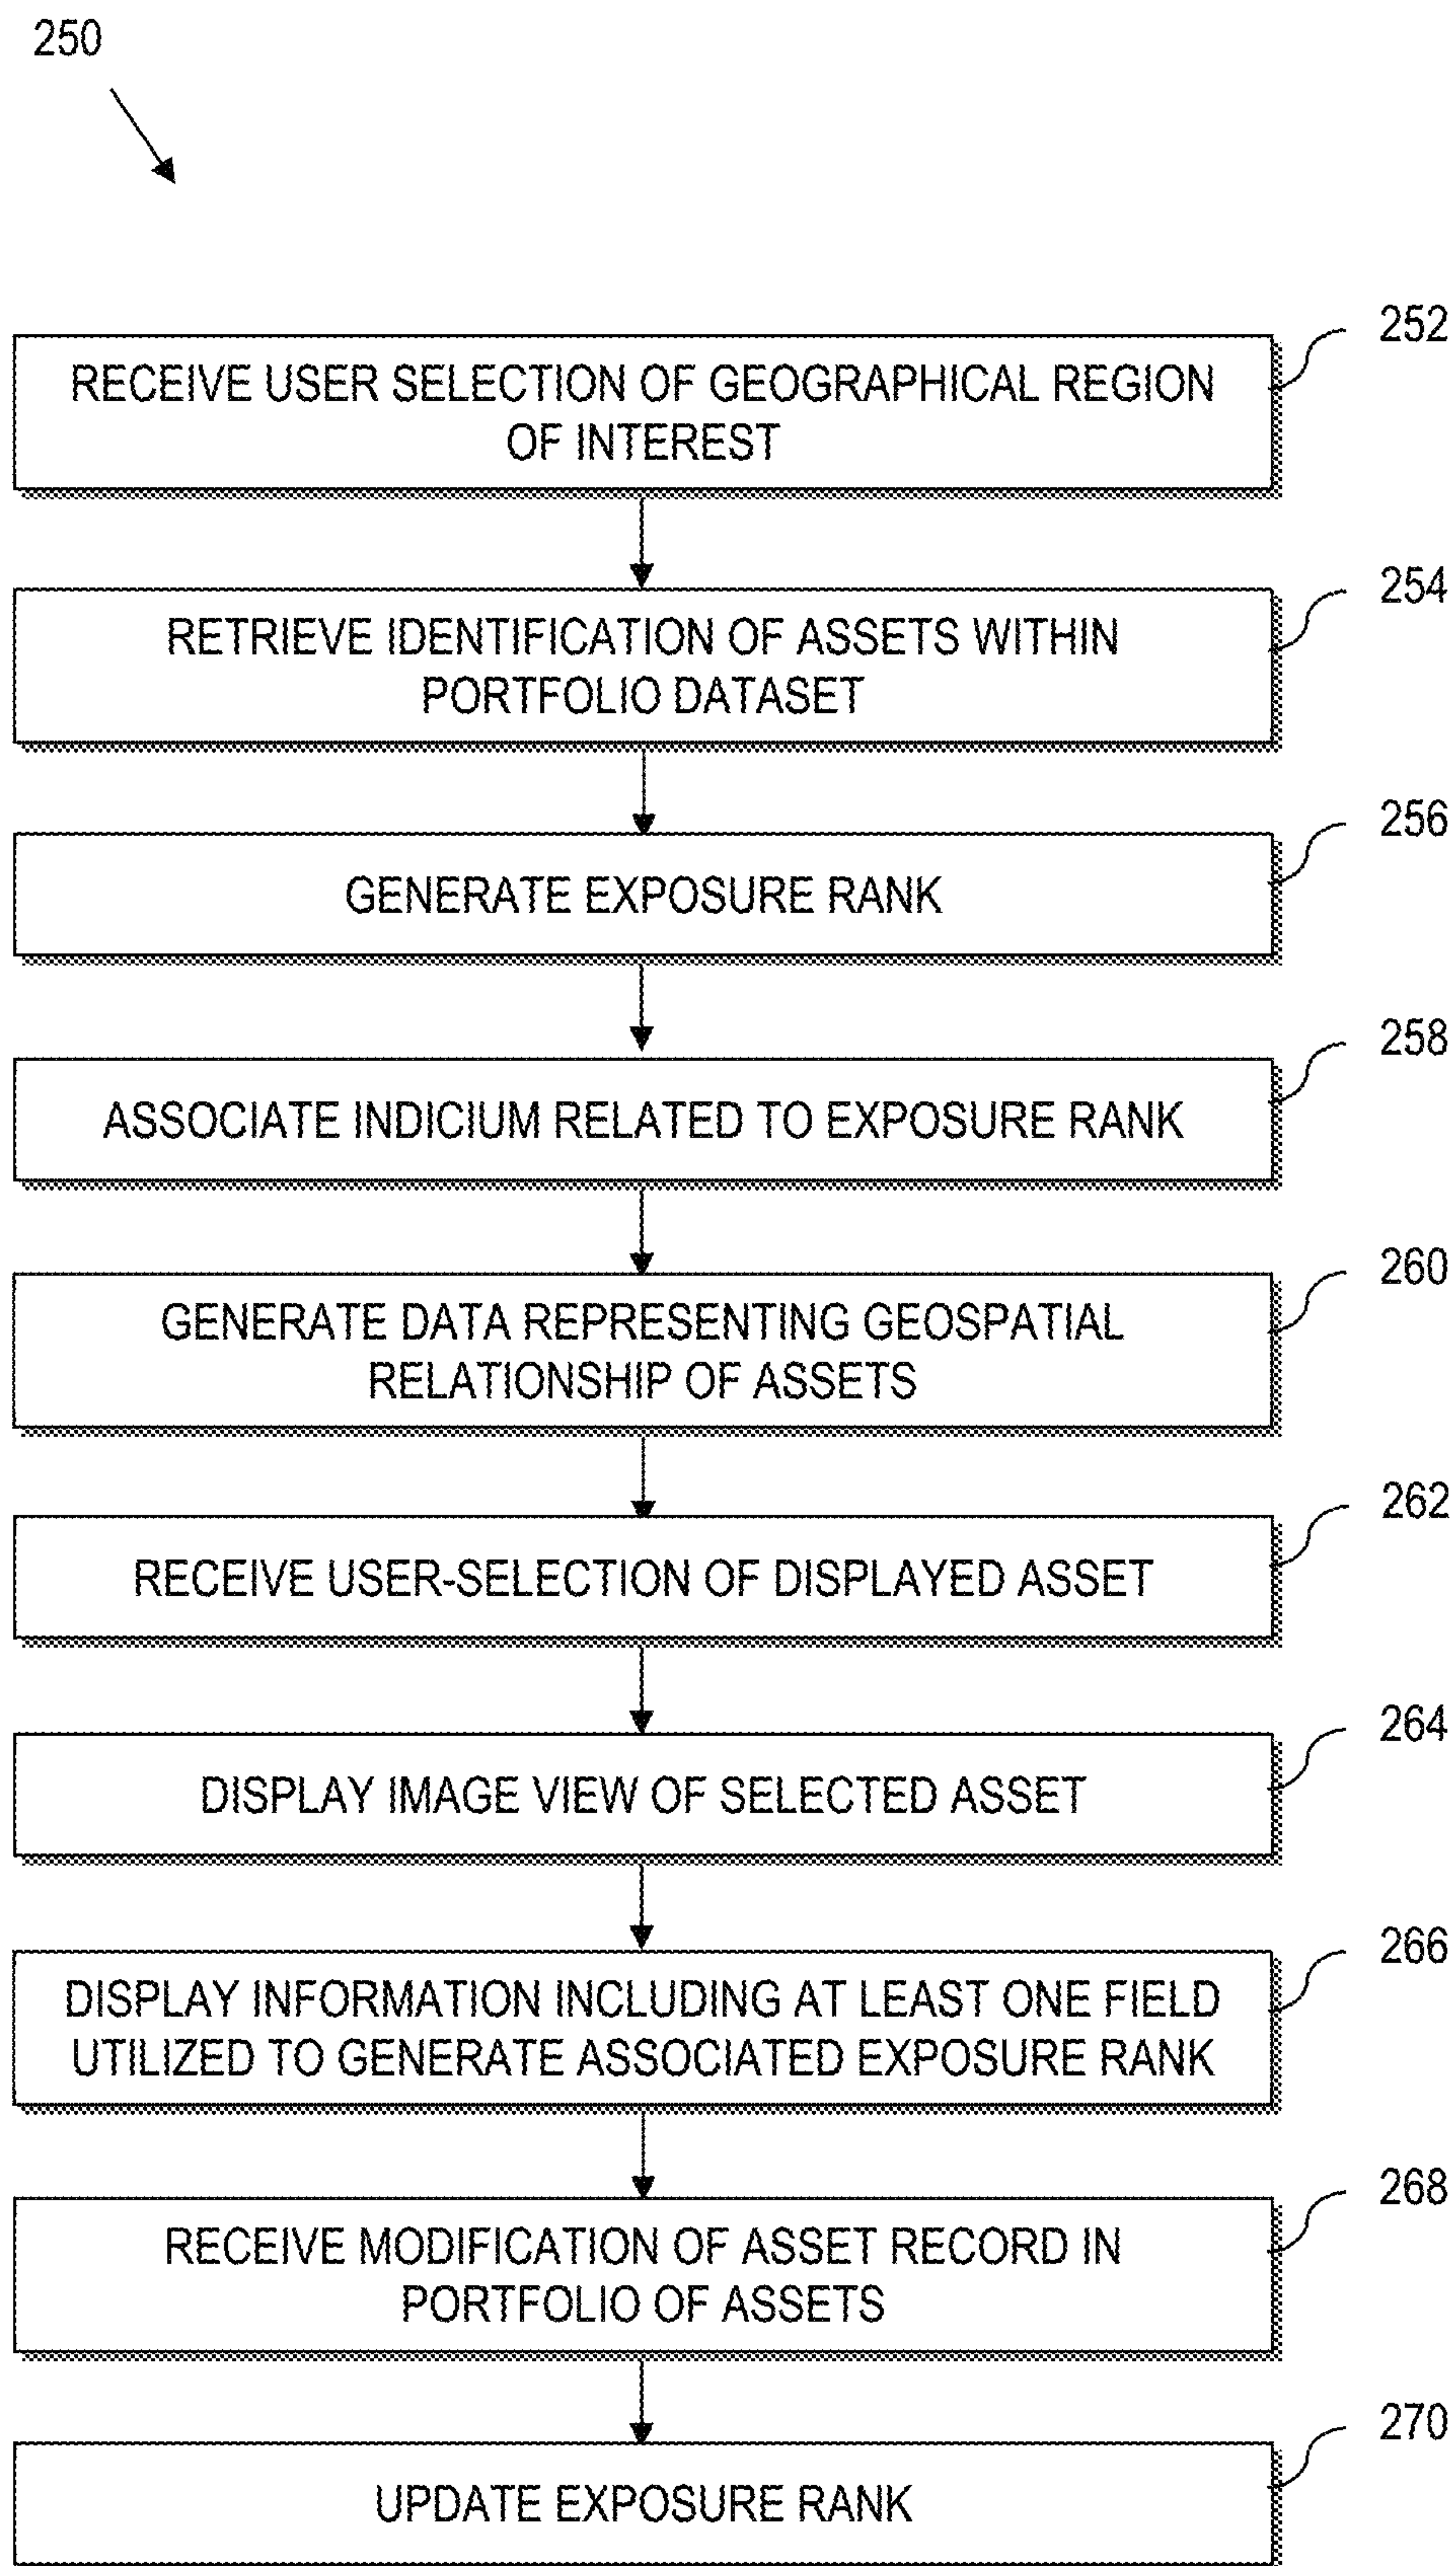 250
252
RECEIVE USER SELECTION OF GEOGRAPHICAL REGION
OF INTEREST
254
RETRIEVE IDENTIFICATION OF ASSETS WITHIN
PORTFOLIO DATASET
256
GENERATE EXPOSURE RANK
258
ASSOCIATE INDICIUM RELATED TO EXPOSURE RANK
260
GENERATE DATA REPRESENTING GEOSPATIAL
RELATIONSHIP OF ASSETS
262
RECEIVE USER-SELECTION OF DISPLAYED ASSET
264
DISPLAY IMAGE VIEW OF SELECTED ASSET
266
DISPLAY INFORMATION INCLUDING AT LEAST ONE FIELD
UTILIZED TO GENERATE ASSOCIATED EXPOSURE RANK
268
RECEIVE MODIFICATION OF ASSET RECORD IN
PORTFOLIO OF ASSETS
270
UPDATE EXPOSURE RANK